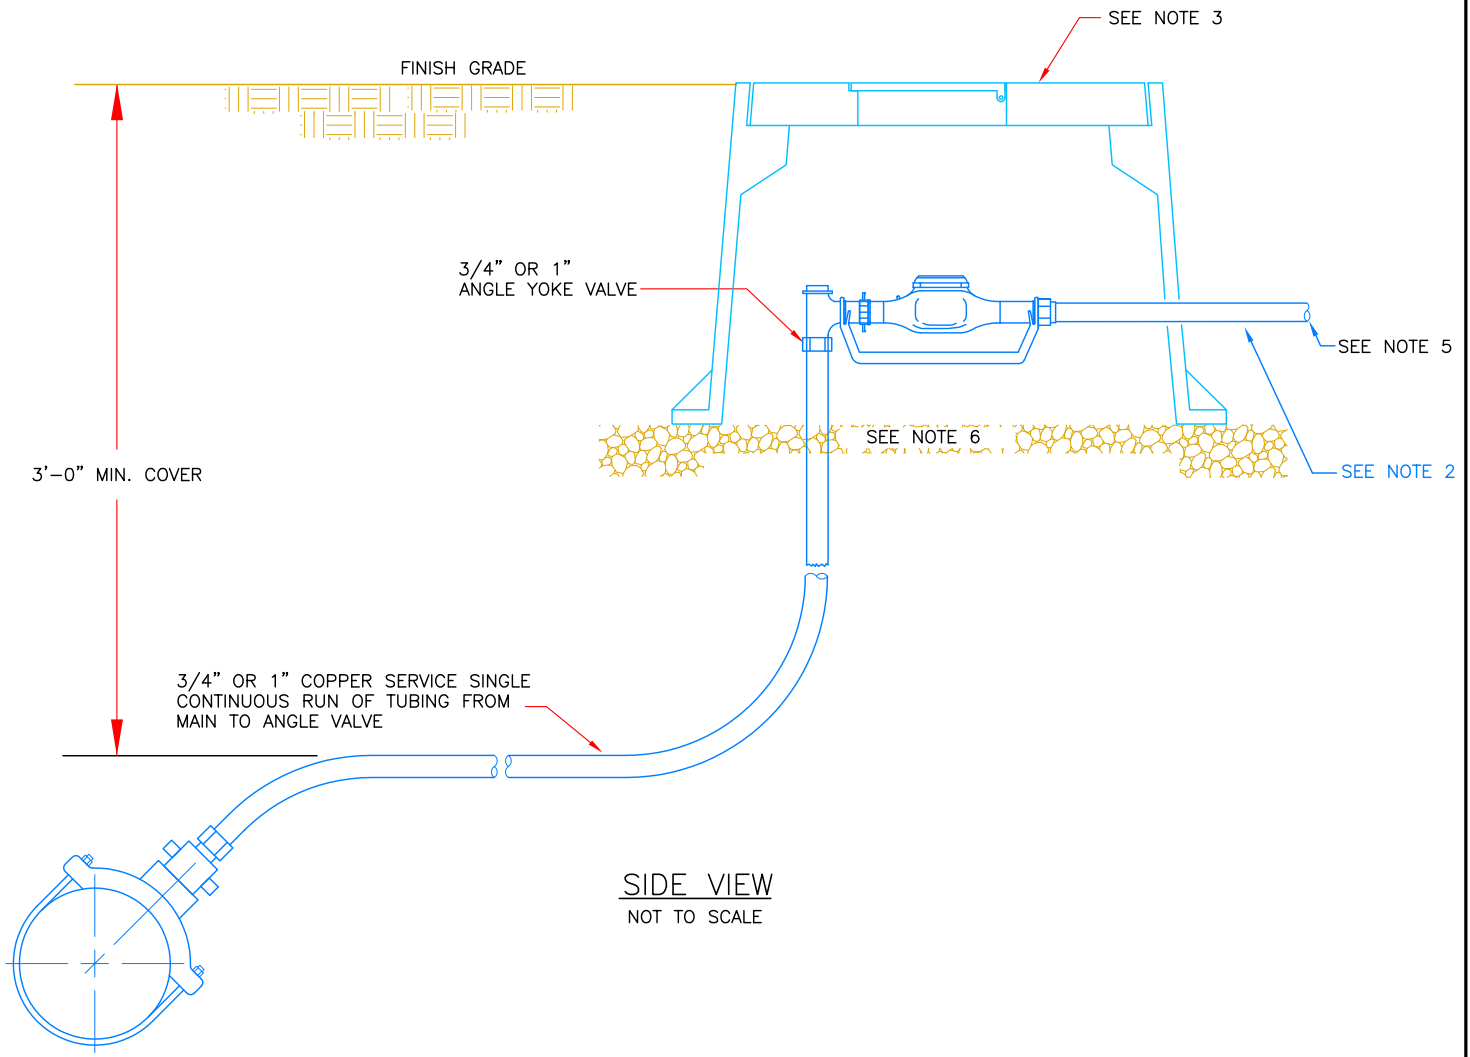 SEE NOTE 3
FINISH GRADE
3/4” OR 1”
ANGLE YOKE VALVE
SEE NOTE 5
SEE NOTE 6
3’-0” MIN. COVER
SEE NOTE 2
3/4” OR 1” COPPER SERVICE SINGLE
CONTINUOUS RUN OF TUBING FROM
MAIN TO ANGLE VALVE
SIDE VIEW
NOT TO SCALE